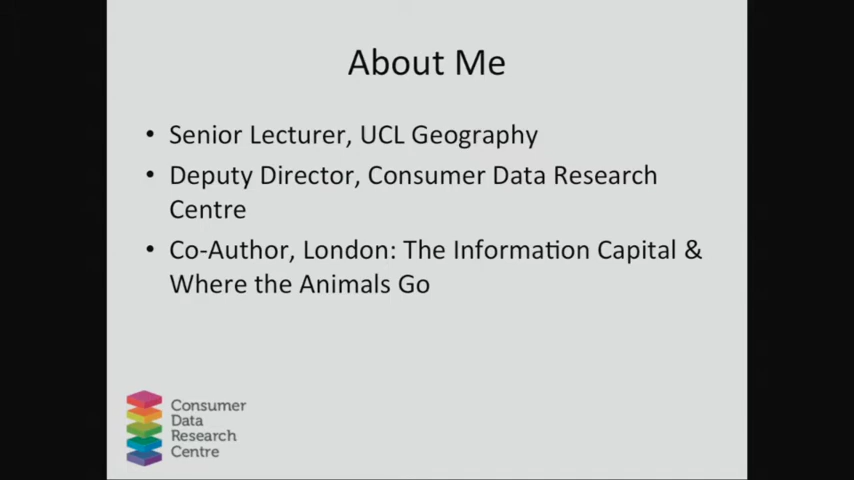 About Me
• Senior Lecturer, UCL Geography
• Deputy Director, Consumer Data Research
Centre
• Co-Author, London: The Information Capital &
Where the Animals Go
Consumer
Data
Research
Centre